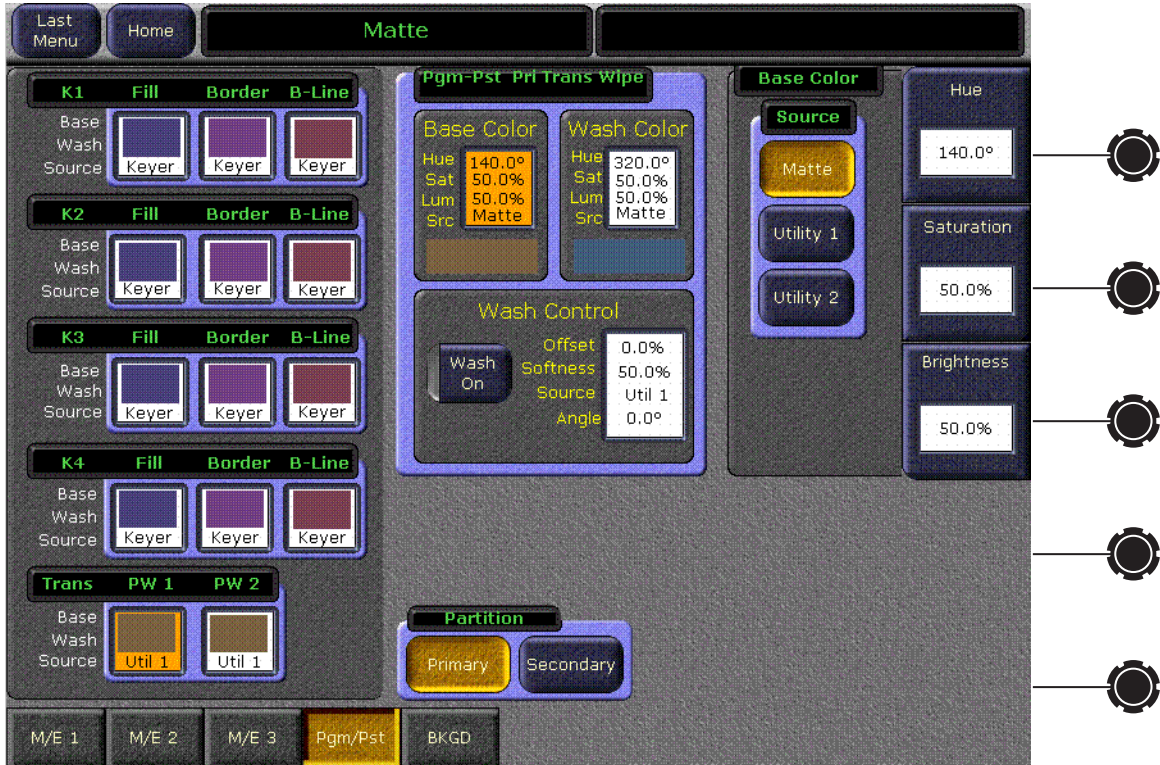 Last Menu
Home
Matte
K1 Fill Border B-Line
Base
Wash
Source
Keyer Keyer Keyer
K2 Fill Border B-Line
Base
Wash
Source
Keyer Keyer Keyer
K3 Fill Border B-Line
Base
Wash
Source
Keyer Keyer Keyer
K4 Fill Border B-Line
Base
Wash
Source
Keyer Keyer Keyer
Trans PW 1 PW 2
Base
Wash
Source
Util 1 Util 1
Pgm-Pst Pri Trans Wipe
Base Color
Hue 140.0°
Sat 50.0%
Lum 50.0%
Src Matte
Wash Color
Hue 320.0°
Sat 50.0%
Lum 50.0%
Src Matte
Wash Control
Wash On
Offset 0.0%
Softness 50.0%
Source Util 1
Angle 0.0°
Partition
Primary
Secondary
Base Color
Source
Matte
Utility 1
Utility 2
Hue
140.0°
Saturation
50.0%
Brightness
50.0%
M/E 1
M/E 2
M/E 3
Pgm/Pst
BKGD